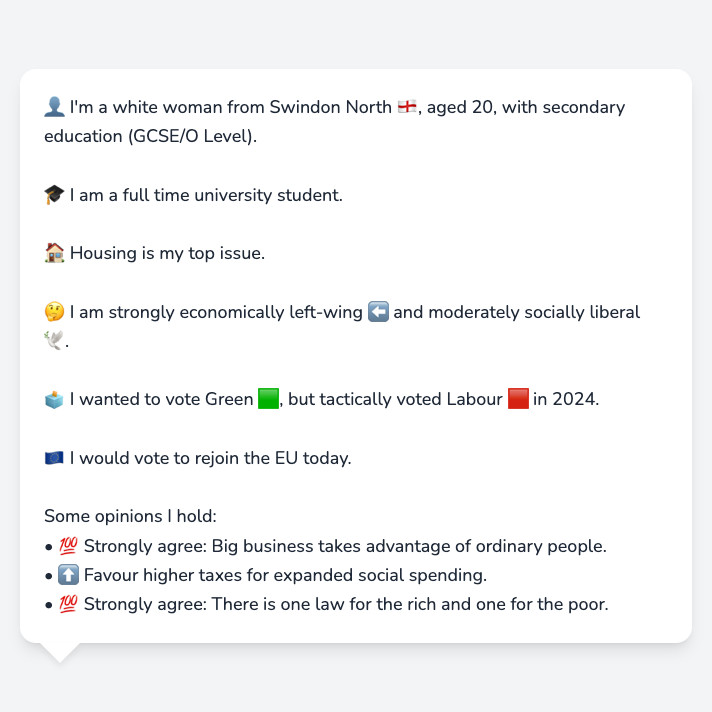 👤 I'm a white woman from Swindon North 🏴󠁧󠁢󠁥󠁮󠁧󠁿, aged 20, with secondary
education (GCSE/O Level).
🎓 I am a full time university student.
🏠 Housing is my top issue.
🤔 I am strongly economically left-wing ⬅️ and moderately socially liberal
🕊️.
🗳️ I wanted to vote Green 🟩, but tactically voted Labour 🟥 in 2024.
🇪🇺 I would vote to rejoin the EU today.
Some opinions I hold:
• 💯 Strongly agree: Big business takes advantage of ordinary people.
• ⬆️ Favour higher taxes for expanded social spending.
• 💯 Strongly agree: There is one law for the rich and one for the poor.